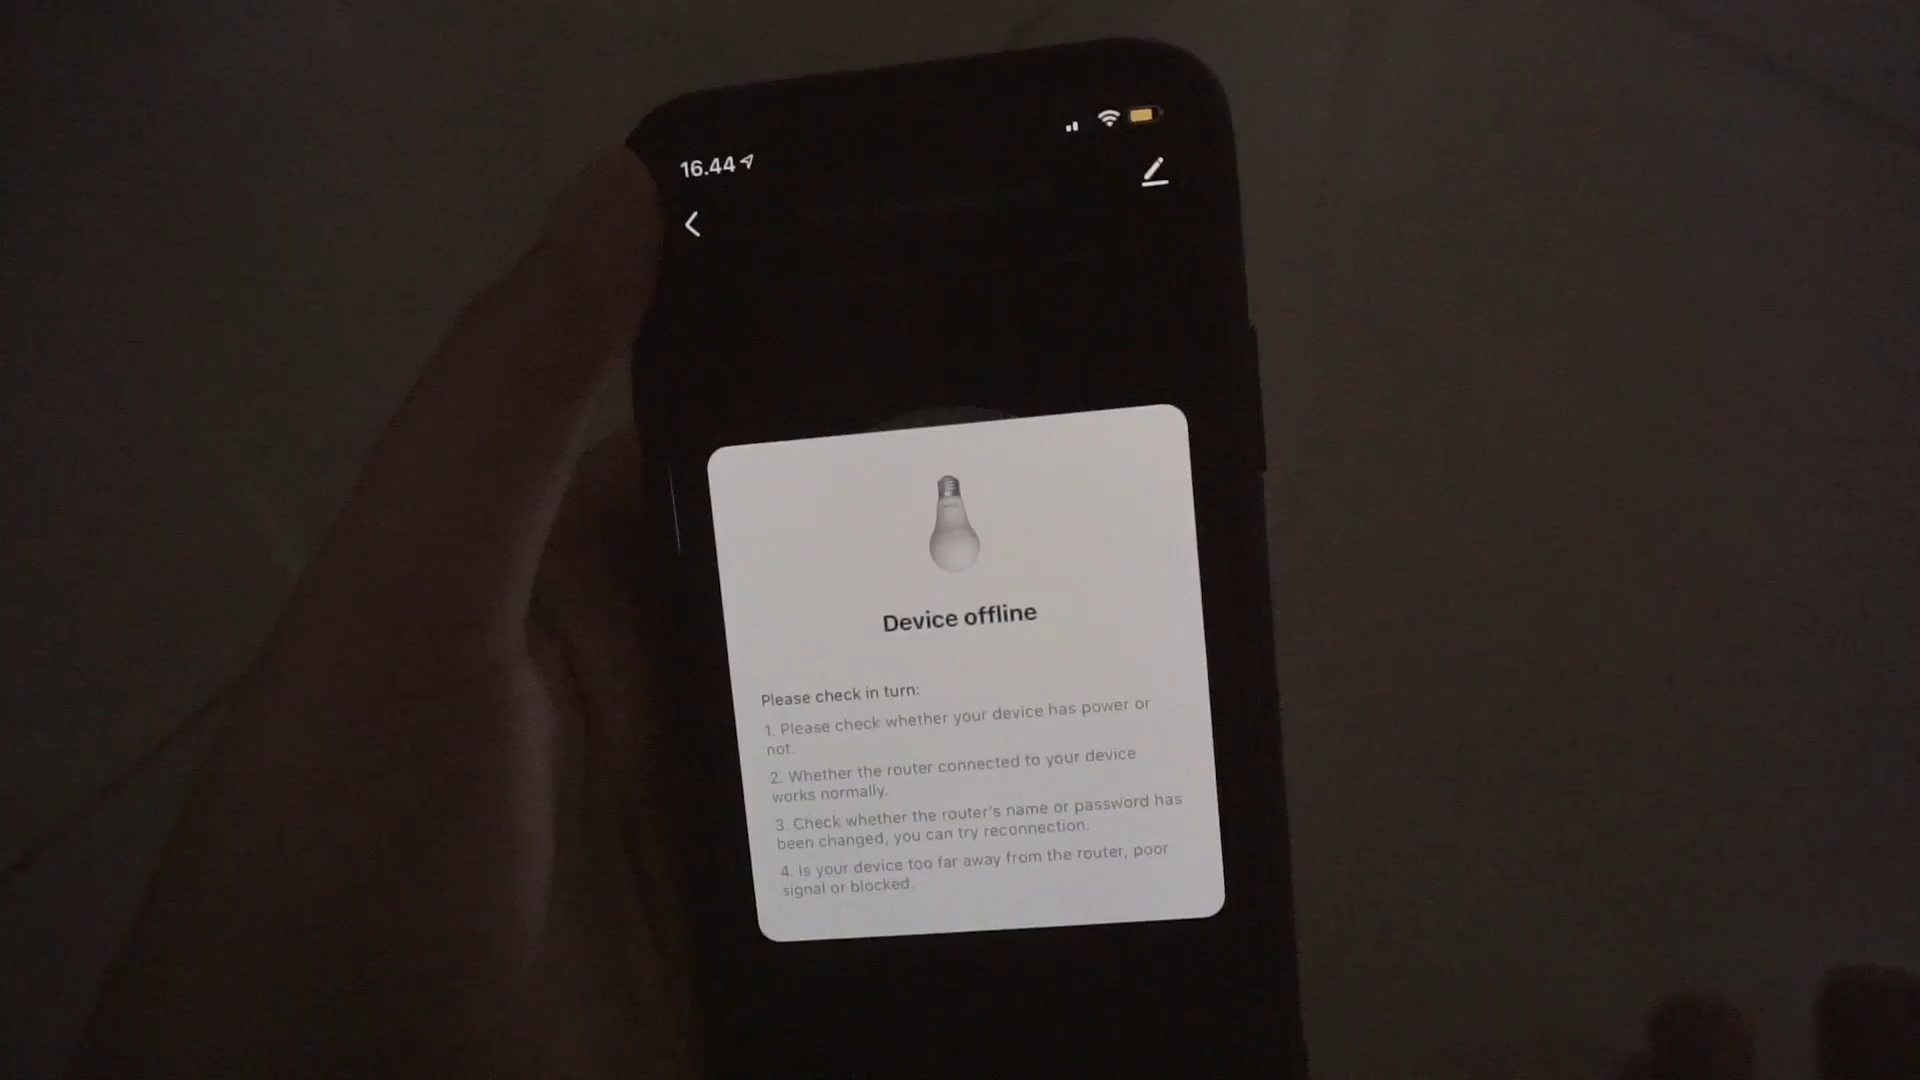 16.44
Device offline
Please check in turn:
1. Please check whether your device has power or
not.
2. Whether the router connected to your device
works normally.
3. Check whether the router's name or password has
been changed, you can try reconnection.
4. Is your device too far away from the router, poor
signal or blocked.